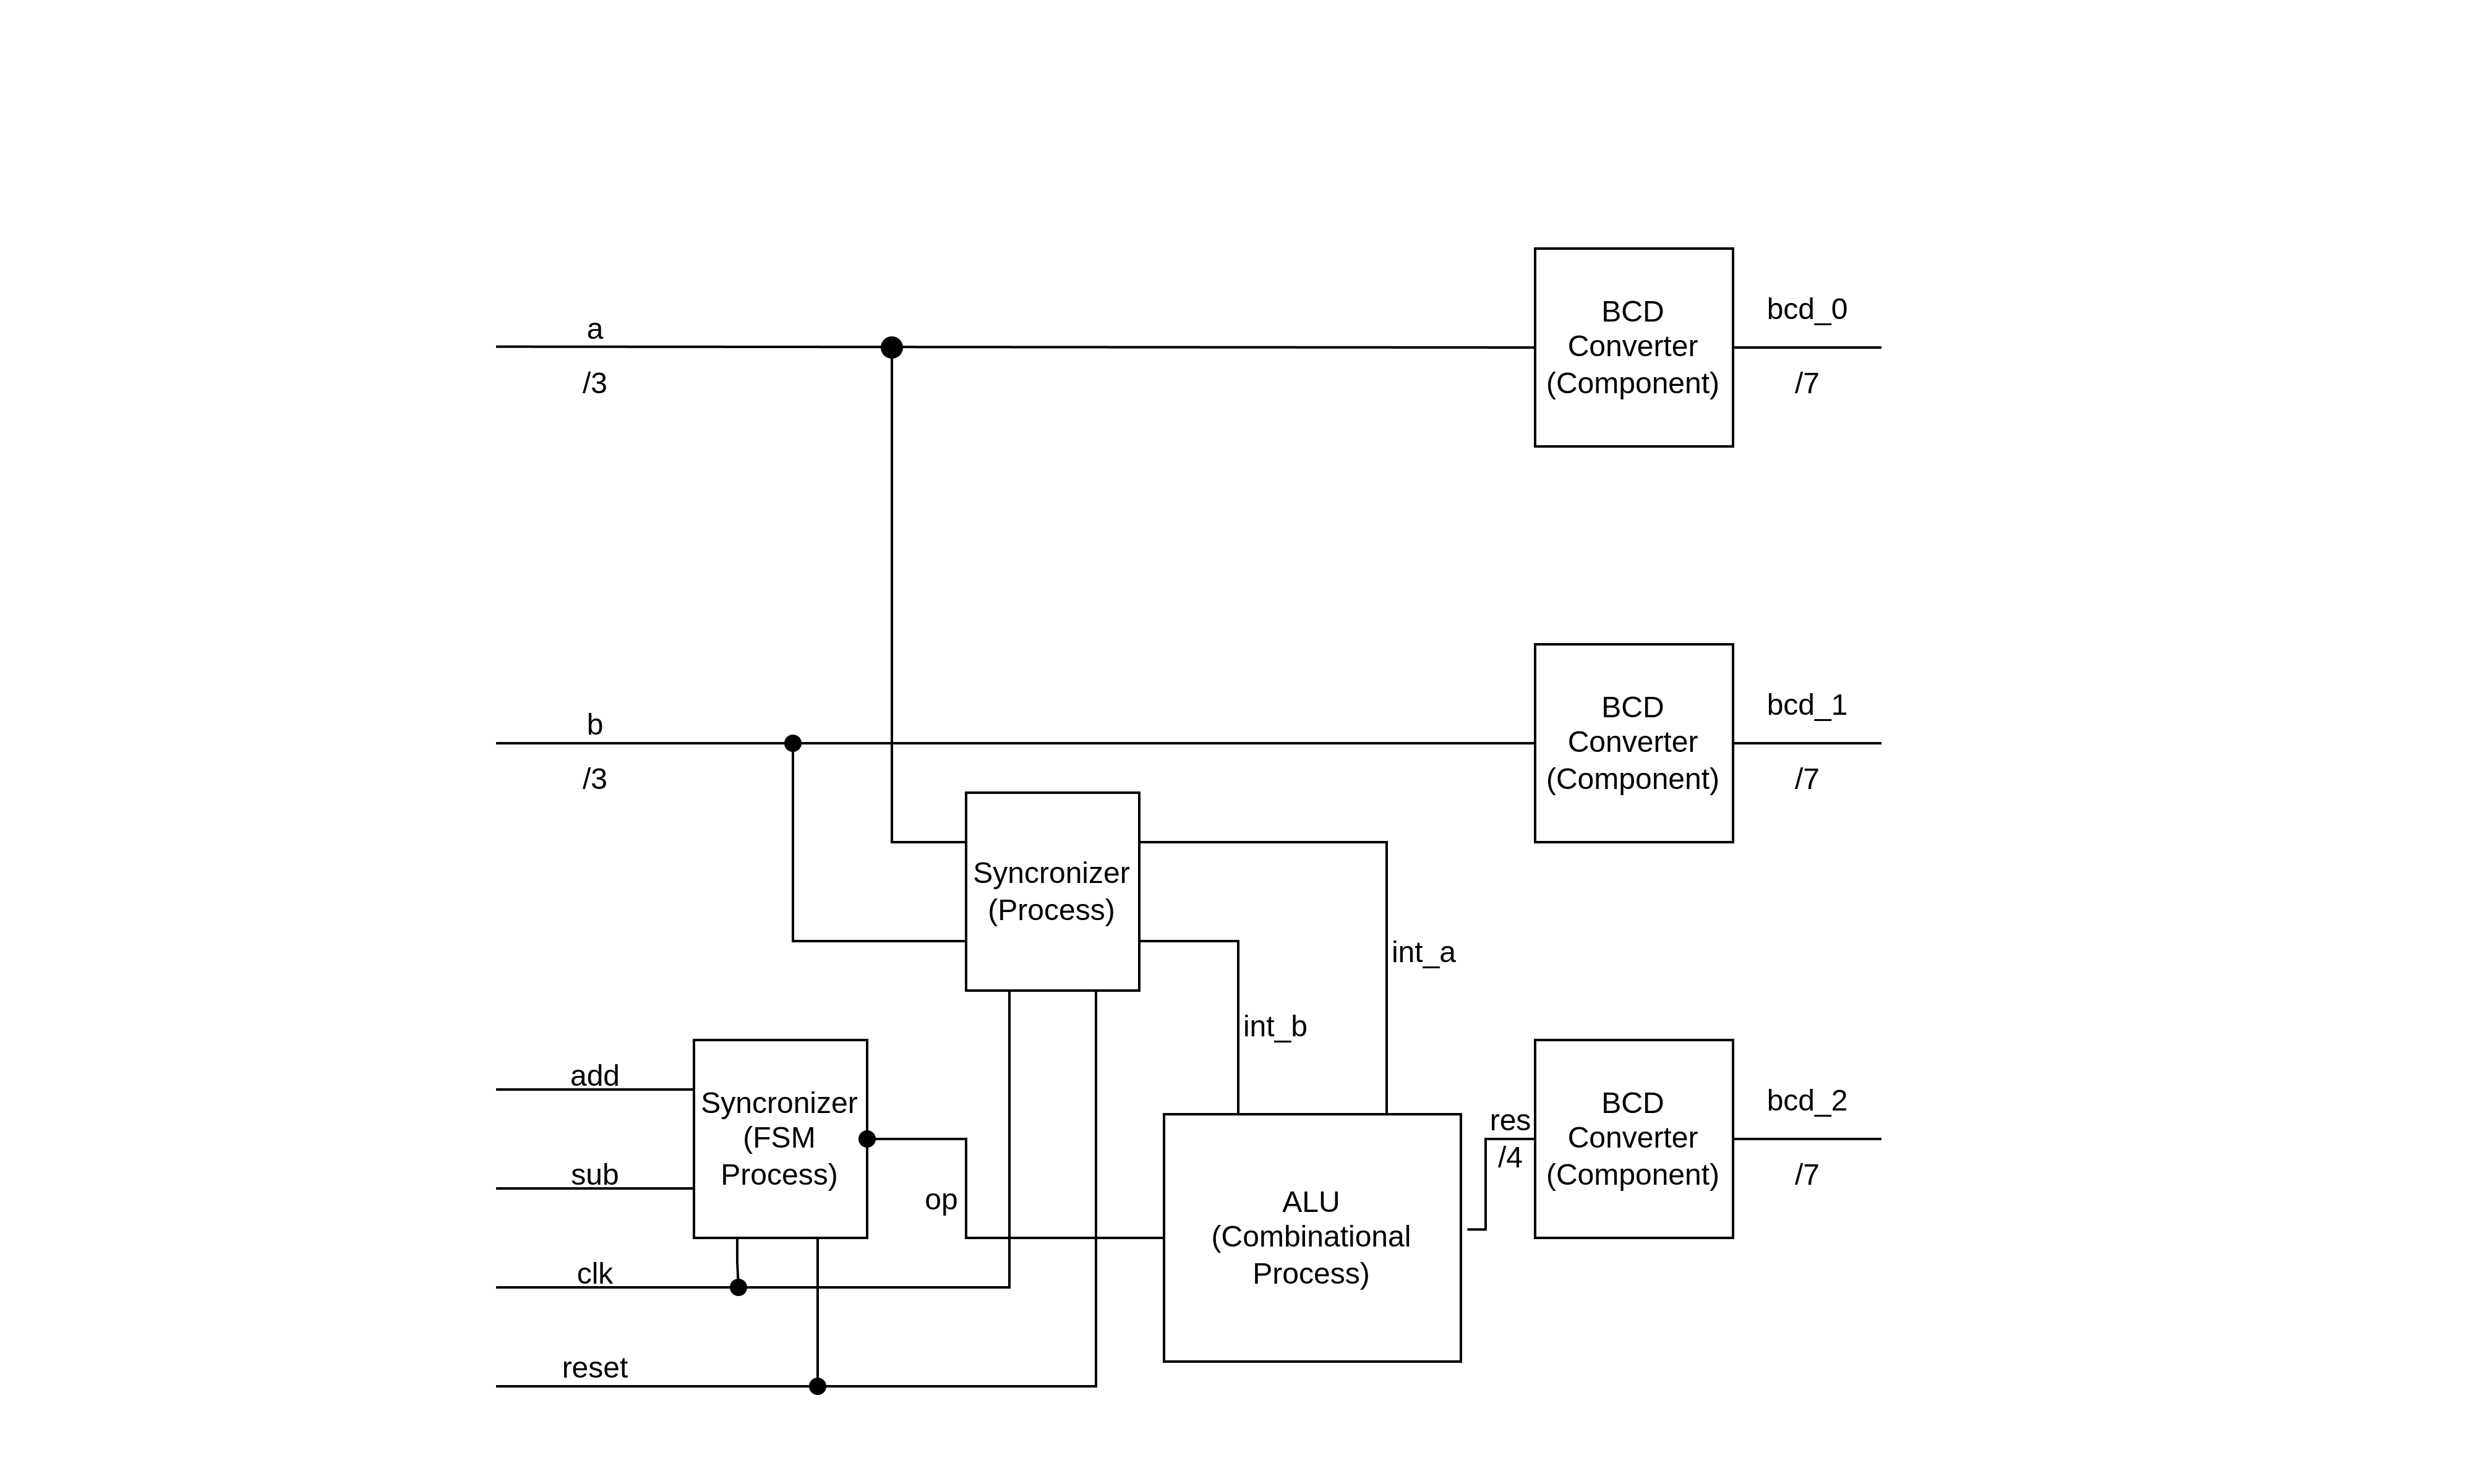 a
/3
BCD
Converter
(Component)
bcd_0
/7
b
/3
BCD
Converter
(Component)
bcd_1
/7
Syncronizer
(Process)
int_a
int_b
add
sub
clk
reset
Syncronizer
(FSM
Process)
op
ALU
(Combinational
Process)
res
/4
BCD
Converter
(Component)
bcd_2
/7